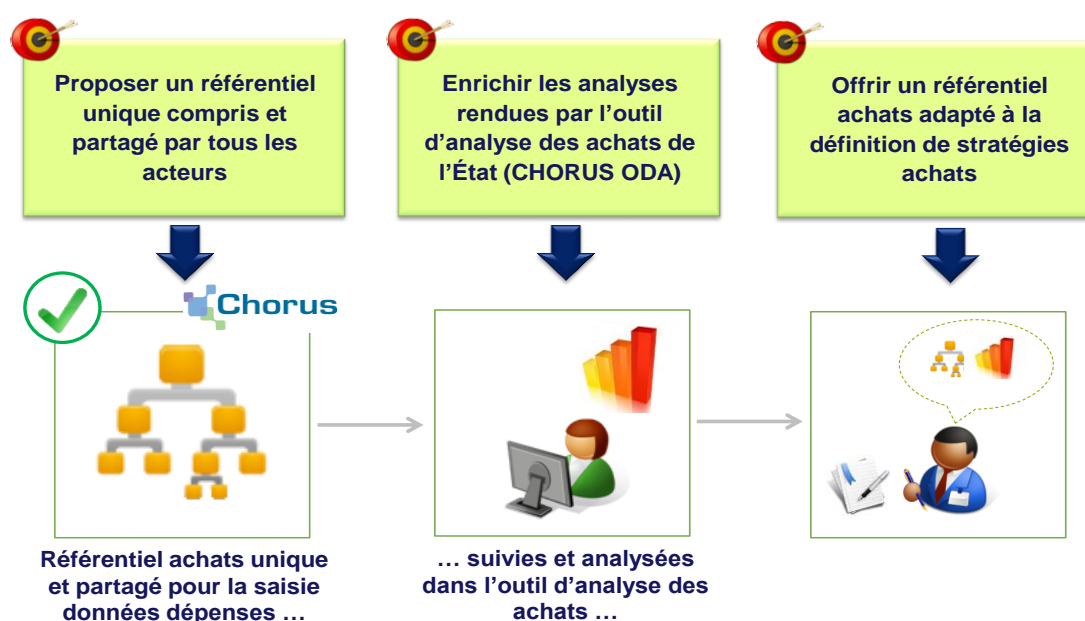 Proposer un référentiel
unique compris et
partagé par tous les
acteurs
Enrichir les analyses
rendues par l’outil
d’analyse des achats de
l’État (CHORUS ODA)
Offrir un référentiel
achats adapté à la
définition de stratégies
achats
Chorus
Référentiel achats unique
et partagé pour la saisie
données dépenses …
… suivies et analysées
dans l’outil d’analyse des
achats …